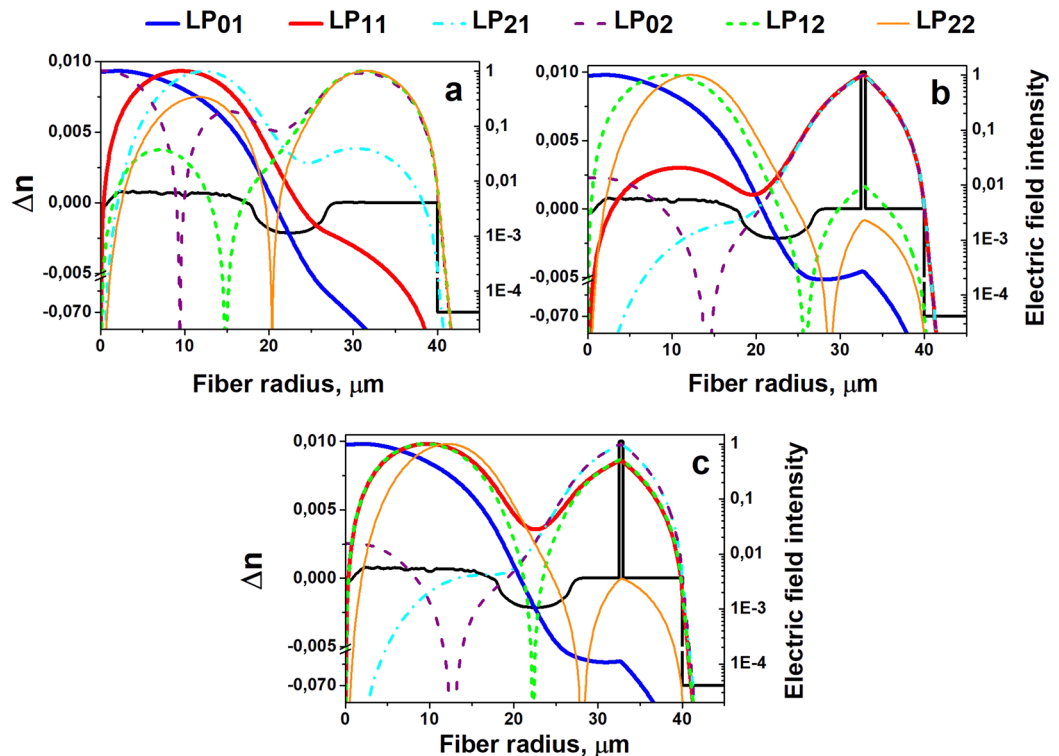 LP01 LP11 LP21 LP02 LP12 LP22
a
0,010
0,005
0,000
-0,005
-0,070
Δn
1
0,1
0,01
1E-3
1E-4
0 10 20 30 40
Fiber radius, μm
b
0,010
0,005
0,000
-0,005
-0,070
1
0,1
0,01
1E-3
1E-4
Electric field intensity
0 10 20 30 40
Fiber radius, μm
c
0,010
0,005
0,000
-0,005
-0,070
Δn
1
0,1
0,01
1E-3
1E-4
Electric field intensity
0 10 20 30 40
Fiber radius, μm